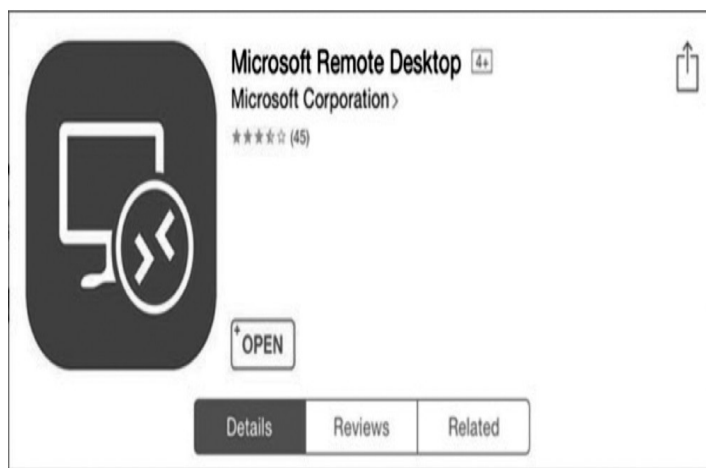 Microsoft Remote Desktop 4+
Microsoft Corporation >
(45)
+ OPEN
Details Reviews Related